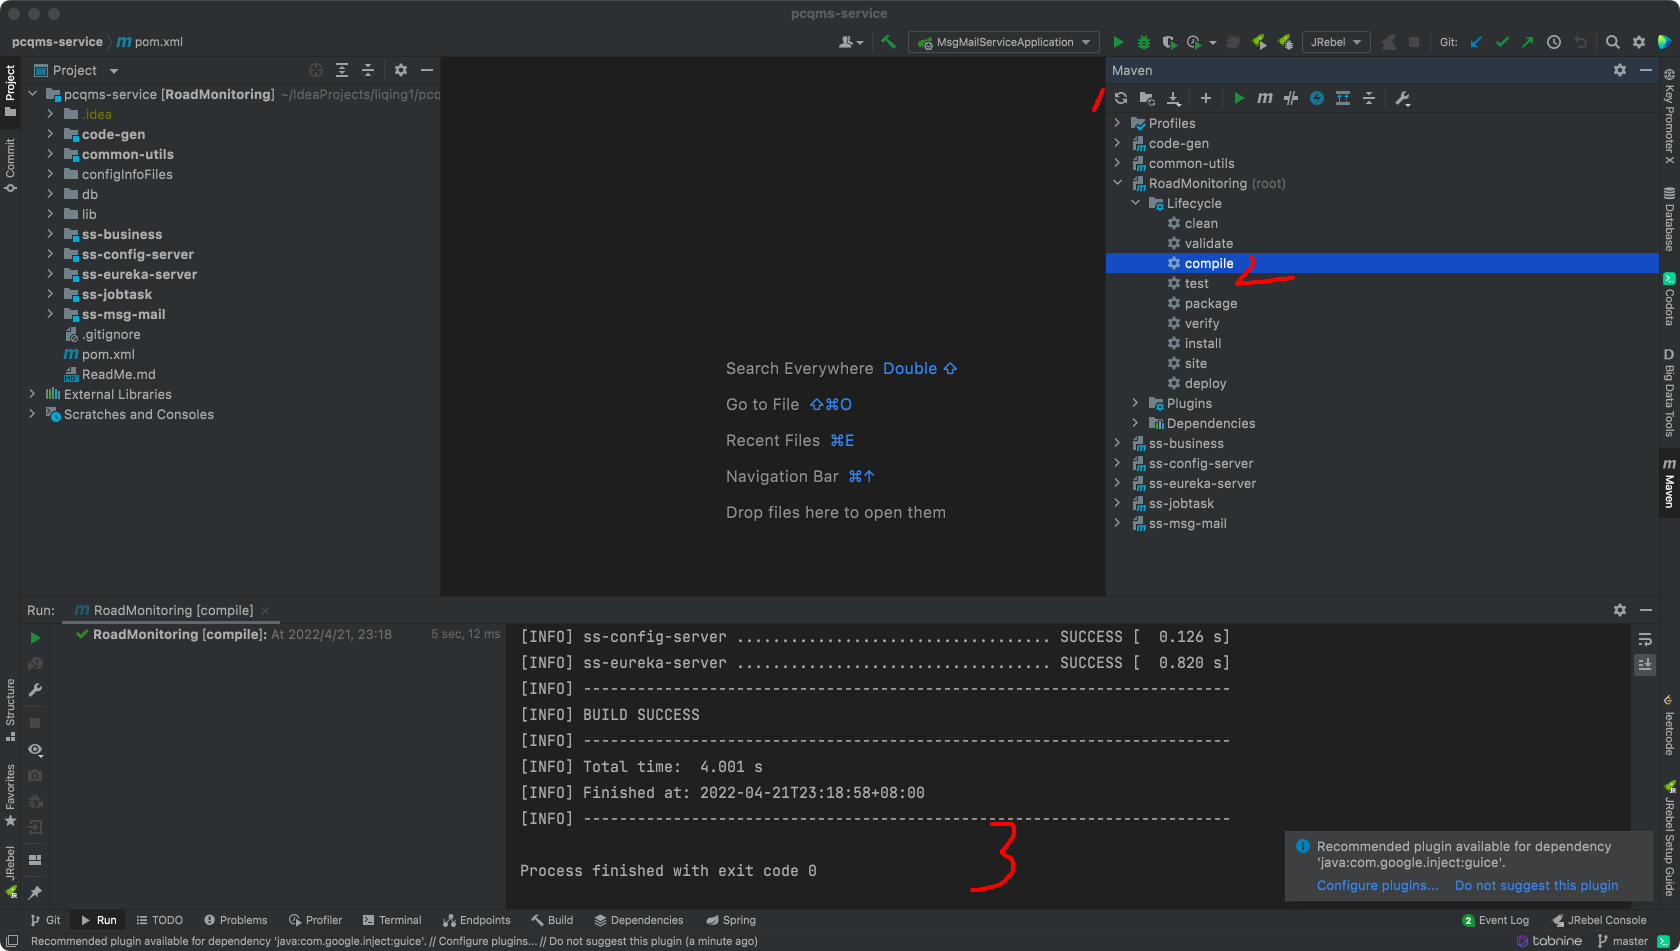 pcqms-service
pcqms-service
m pom.xml
MsgMailServiceApplication
JRebel
Git:
Project
Maven
1
pcqms-service [RoadMonitoring] ~/IdeaProjects/liqing1/pcq
.idea
code-gen
common-utils
configInfoFiles
db
lib
ss-business
ss-config-server
ss-eureka-server
ss-jobtask
ss-msg-mail
.gitignore
m pom.xml
ReadMe.md
External Libraries
Scratches and Consoles
Search Everywhere Double ⇧
Go to File ⇧⌘O
Recent Files ⌘E
Navigation Bar ⌘↑
Drop files here to open them
Profiles
code-gen
common-utils
RoadMonitoring (root)
Lifecycle
clean
validate
compile
2
test
package
verify
install
site
deploy
Plugins
Dependencies
ss-business
ss-config-server
ss-eureka-server
ss-jobtask
ss-msg-mail
Project
Commit
Structure
Favorites
JRebel
Key Promoter X
Database
Codota
D Big Data Tools
m Maven
leetcode
JRebel Setup Guide
Run:
m RoadMonitoring [compile] ×
RoadMonitoring [compile]: At 2022/4/21, 23:18 5 sec, 12 ms
[INFO] ss-config-server ................................... SUCCESS [  0.126 s]
[INFO] ss-eureka-server ................................... SUCCESS [  0.820 s]
[INFO] ------------------------------------------------------------------------
[INFO] BUILD SUCCESS
[INFO] ------------------------------------------------------------------------
[INFO] Total time:  4.001 s
[INFO] Finished at: 2022-04-21T23:18:58+08:00
[INFO] ------------------------------------------------------------------------
3
Process finished with exit code 0
Recommended plugin available for dependency
'java:com.google.inject:guice'.
Configure plugins... Do not suggest this plugin
Git Run TODO Problems Profiler Terminal Endpoints Build Dependencies Spring 2 Event Log JRebel Console
Recommended plugin available for dependency 'java:com.google.inject:guice'. // Configure plugins... // Do not suggest this plugin (a minute ago) tabnine master